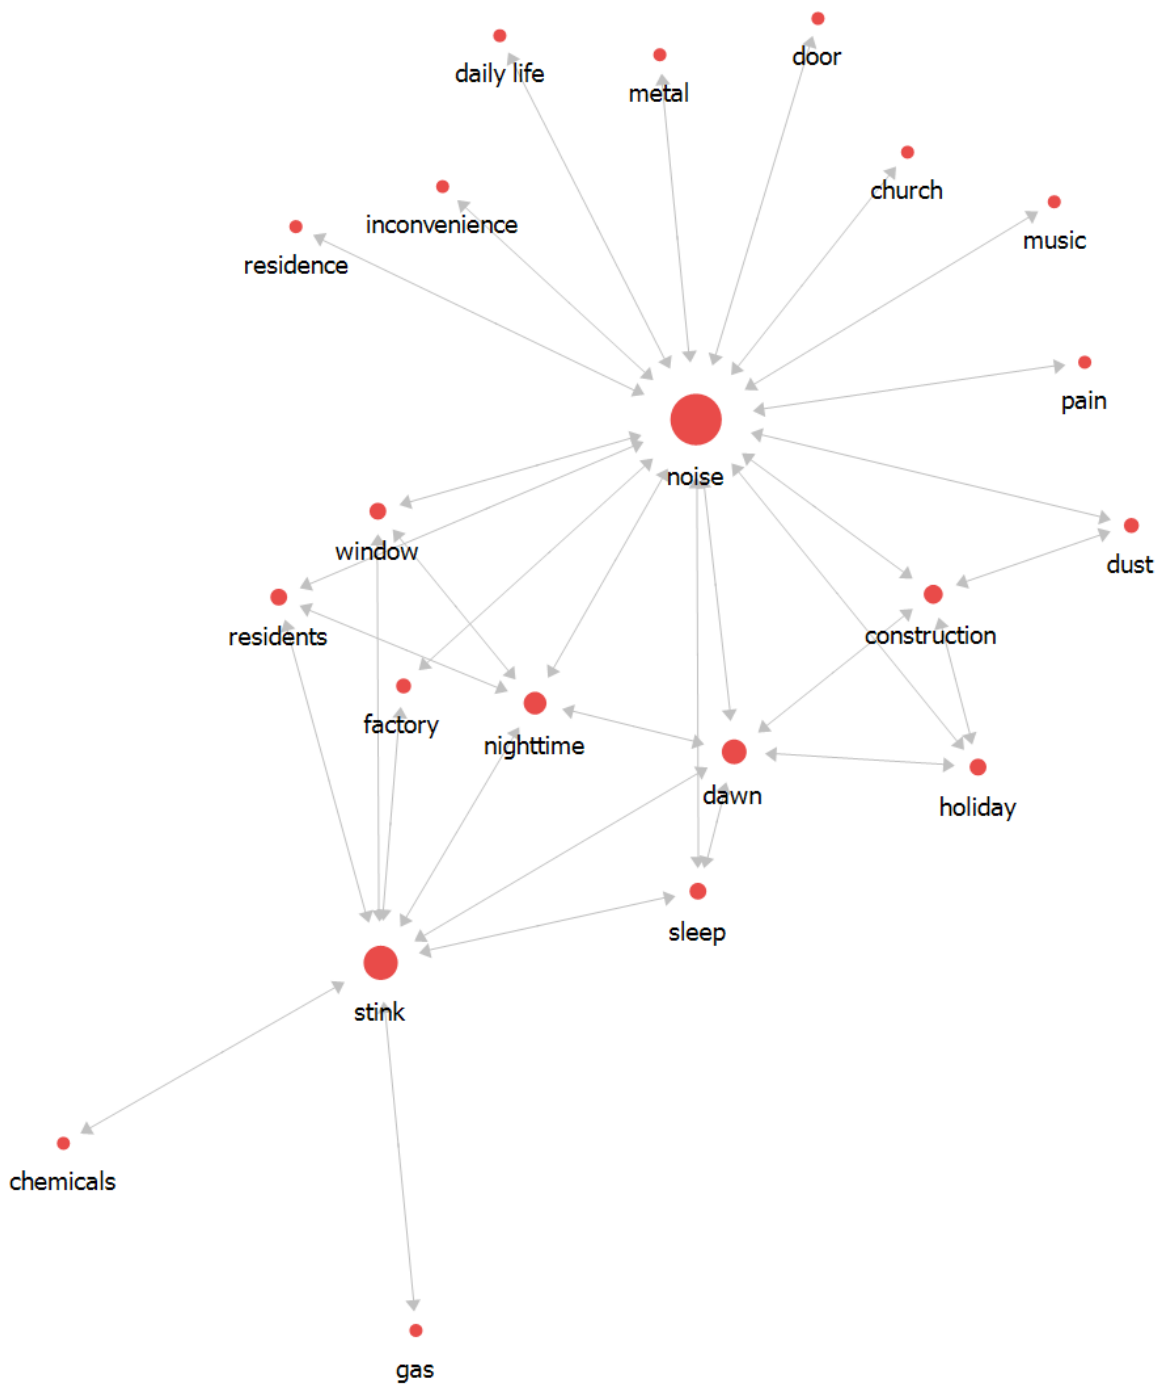 door
daily life
metal
church
inconvenience
music
residence
pain
noise
window
dust
residents
construction
factory
nighttime
dawn
holiday
sleep
stink
chemicals
gas